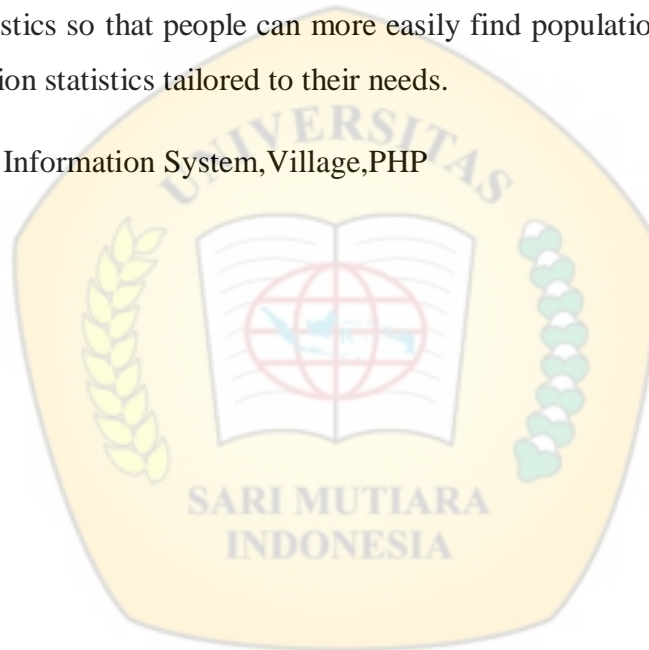 estics so that people can more easily find populatio
ion statistics tailored to their needs.
Information System,Village,PHP
UNIVERSITAS
SARI MUTIARA
INDONESIA